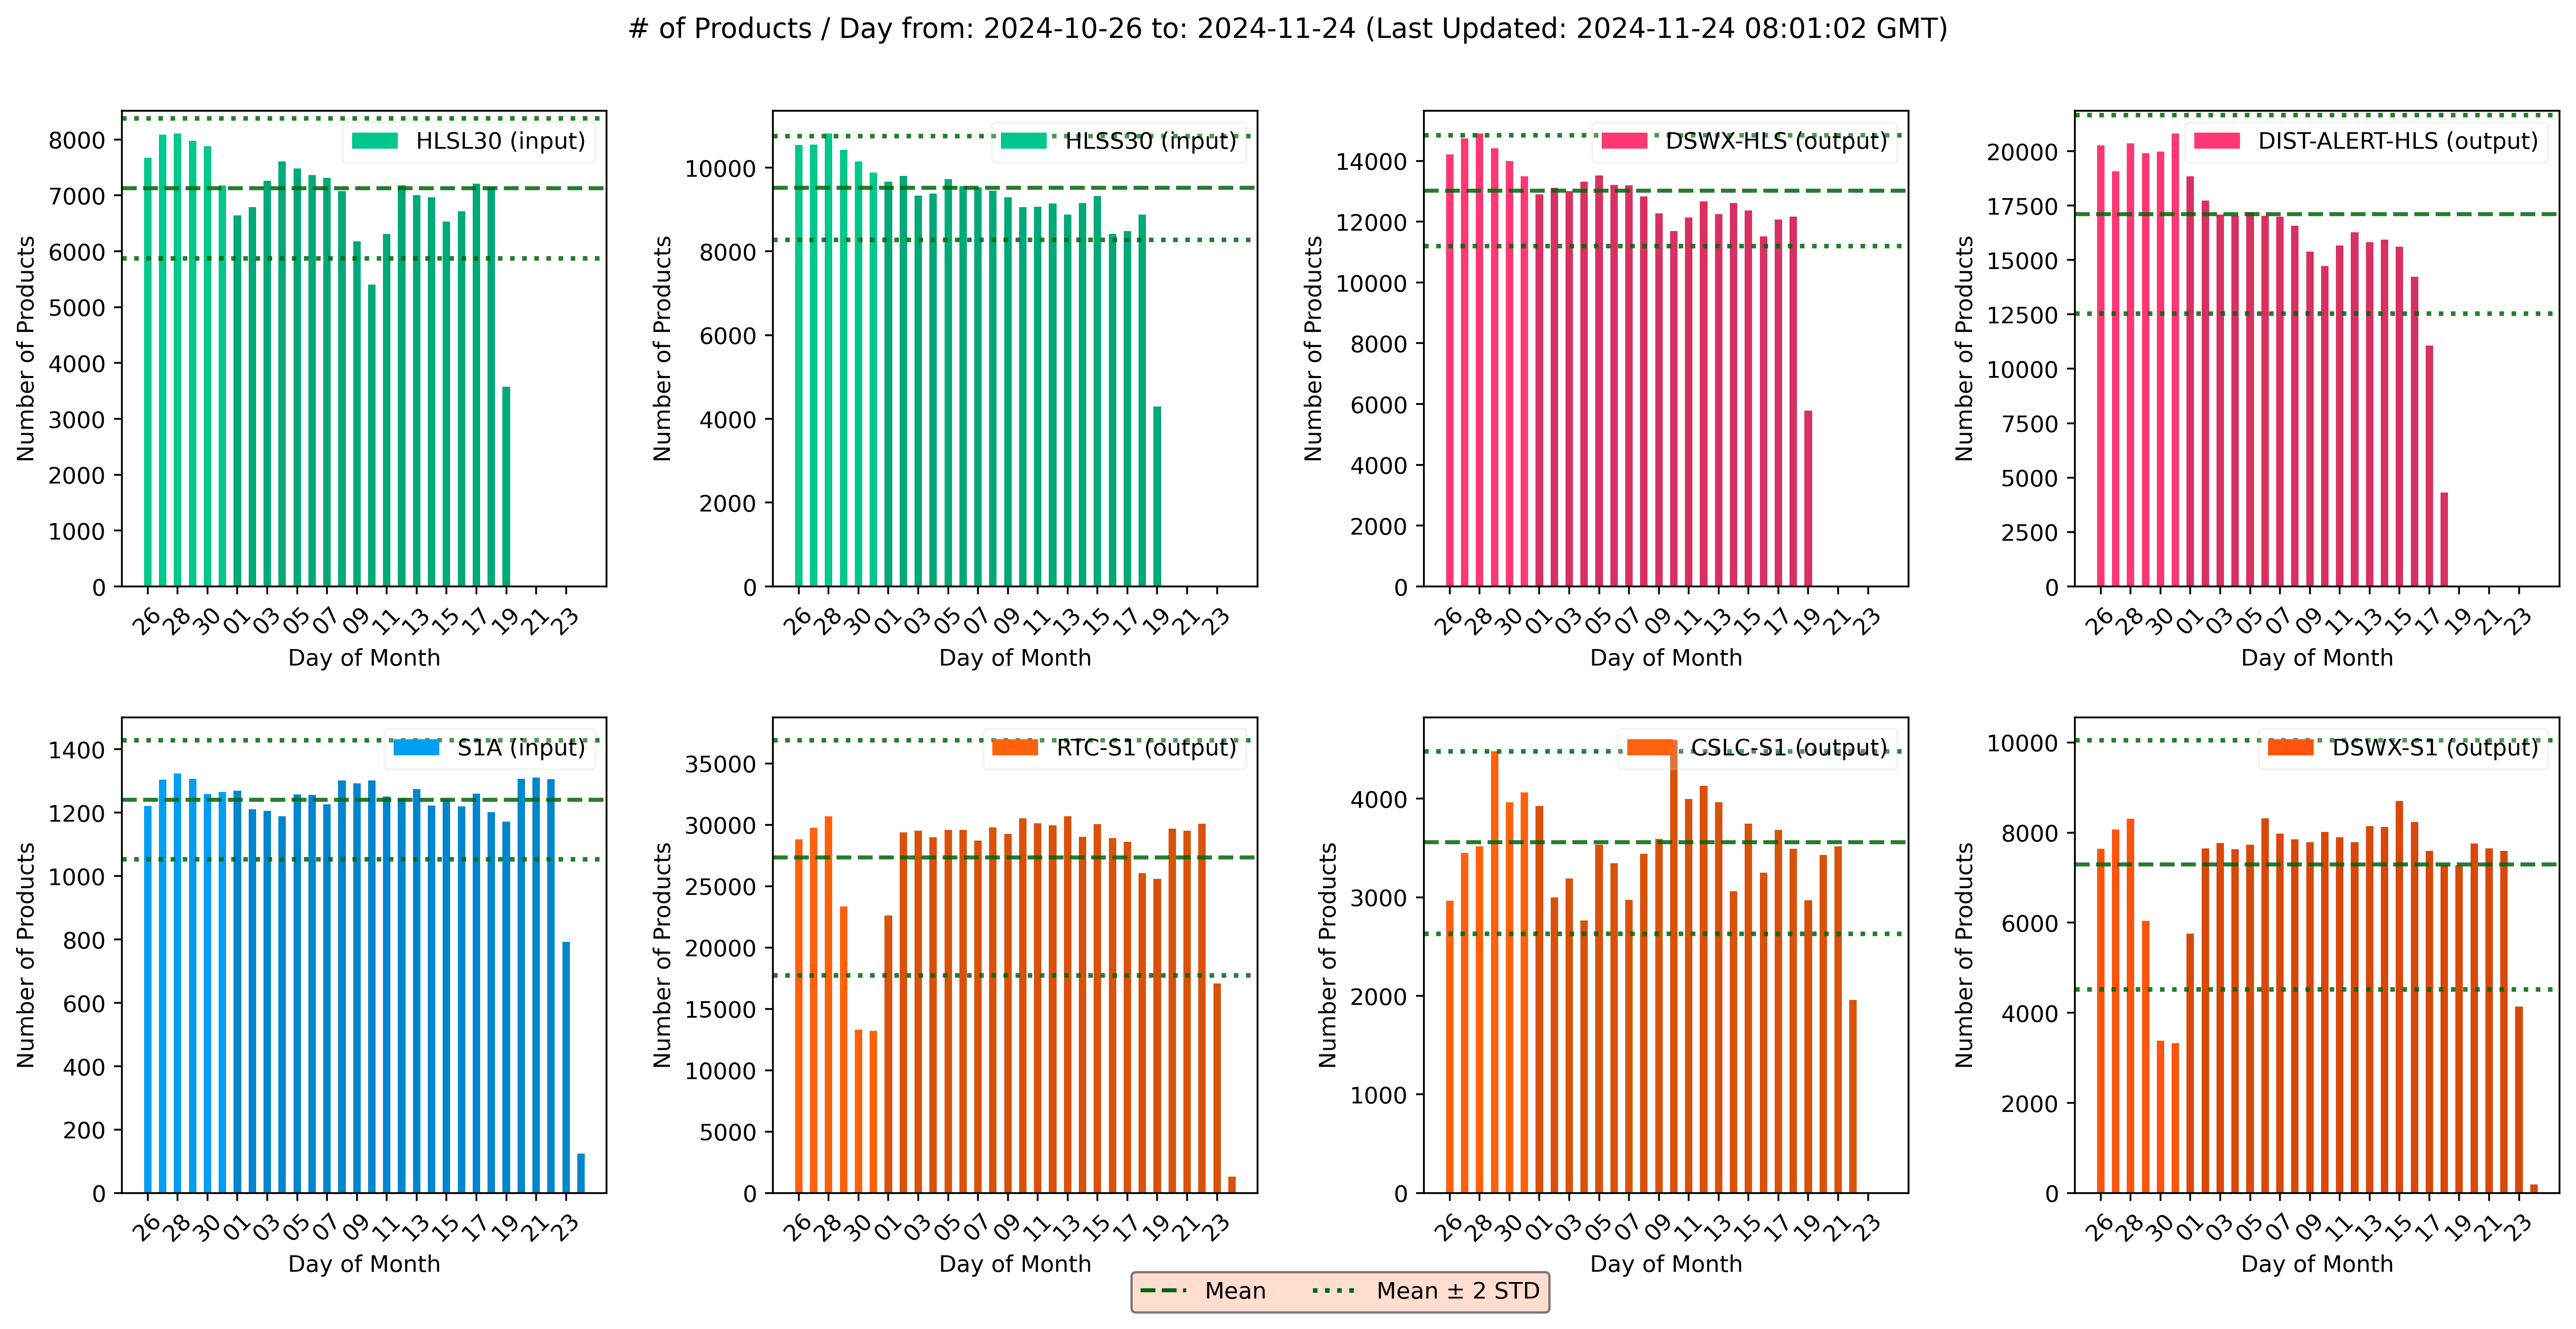 # of Products / Day from: 2024-10-26 to: 2024-11-24 (Last Updated: 2024-11-24 08:01:02 GMT)
HLSL30 (input)
Number of Products
8000
7000
6000
5000
4000
3000
2000
1000
0
26 28 30 01 03 05 07 09 11 13 15 17 19 21 23
Day of Month
HLSS30 (input)
Number of Products
10000
8000
6000
4000
2000
0
26 28 30 01 03 05 07 09 11 13 15 17 19 21 23
Day of Month
DSWX-HLS (output)
Number of Products
14000
12000
10000
8000
6000
4000
2000
0
26 28 30 01 03 05 07 09 11 13 15 17 19 21 23
Day of Month
DIST-ALERT-HLS (output)
Number of Products
20000
17500
15000
12500
10000
7500
5000
2500
0
26 28 30 01 03 05 07 09 11 13 15 17 19 21 23
Day of Month
S1A (input)
Number of Products
1400
1200
1000
800
600
400
200
0
26 28 30 01 03 05 07 09 11 13 15 17 19 21 23
Day of Month
RTC-S1 (output)
Number of Products
35000
30000
25000
20000
15000
10000
5000
0
26 28 30 01 03 05 07 09 11 13 15 17 19 21 23
Day of Month
CSLC-S1 (output)
Number of Products
4000
3000
2000
1000
0
26 28 30 01 03 05 07 09 11 13 15 17 19 21 23
Day of Month
DSWX-S1 (output)
Number of Products
10000
8000
6000
4000
2000
0
26 28 30 01 03 05 07 09 11 13 15 17 19 21 23
Day of Month
Mean
Mean ± 2 STD